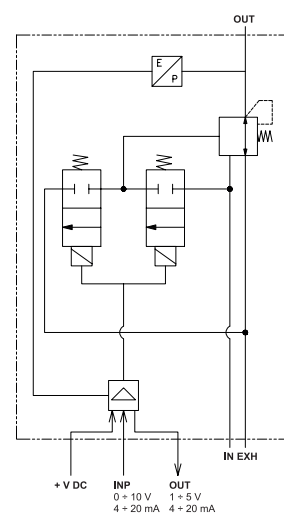 OUT
E
P
IN EXH
+ V DC
INP
0 ÷ 10 V
4 ÷ 20 mA
OUT
1 ÷ 5 V
4 ÷ 20 mA